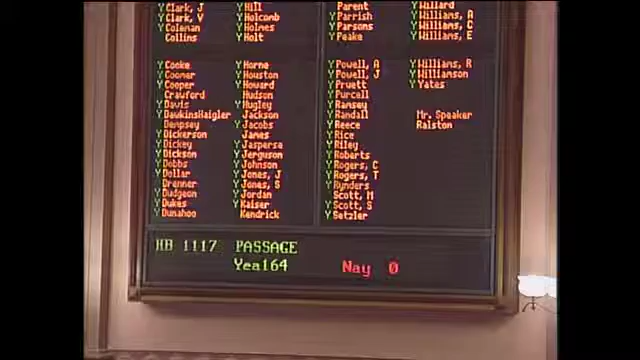 Y Clark, J Y Hill Parent Y Willard
Y Clark, V Y Holcomb Y Parrish Y Williams, A
Y Coleman Y Holmes Y Parsons Y Williams, C
Collins Y Holt Y Peake Y Williams, E
Y Cooke Y Horne Y Powell, A Y Williams, R
Y Coomer Y Houston Y Powell, J Y Williamson
Y Cooper Y Howard Y Pruett Y Yates
Crawford Hudson Y Purcell
Y Davis Y Hugley Y Ramsey
Y DawkinsHaigler Jackson Y Randall Mr. Speaker
Dempsey Y Jacobs Y Reece Ralston
Y Dickerson James Y Rice
Y Dickey Y Jasperse Y Riley
Y Dickson Y Jerguson Y Roberts
Y Dobbs Y Johnson Y Rogers, C
Y Dollar Y Jones, J Y Rogers, T
Drenner Y Jones, S Y Rynders
Y Dudgeon Y Jordan Scott, M
Y Dukes Y Kaiser Y Scott, S
Y Dunahoo Kendrick Y Setzler
HB 1117 PASSAGE
Yea164 Nay 0